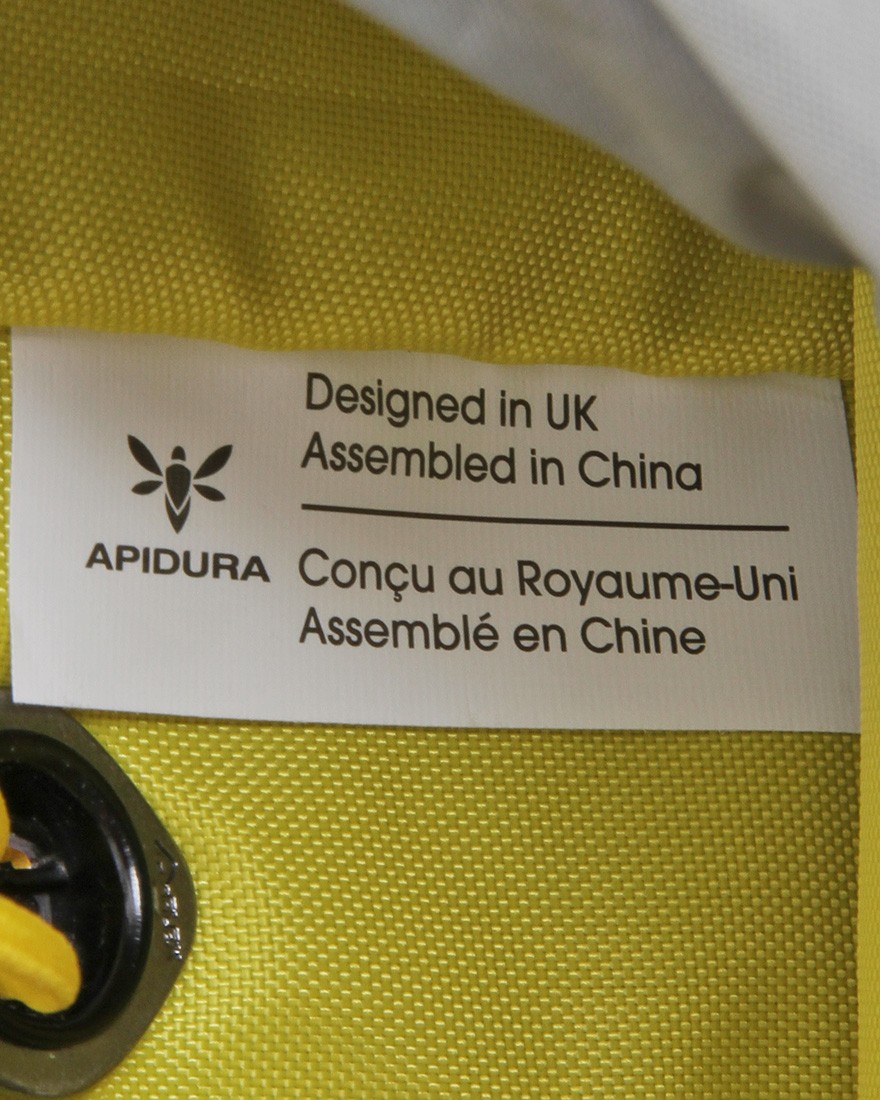 APIDURA
Designed in UK
Assembled in China
Conçu au Royaume-Uni
Assemblé en Chine